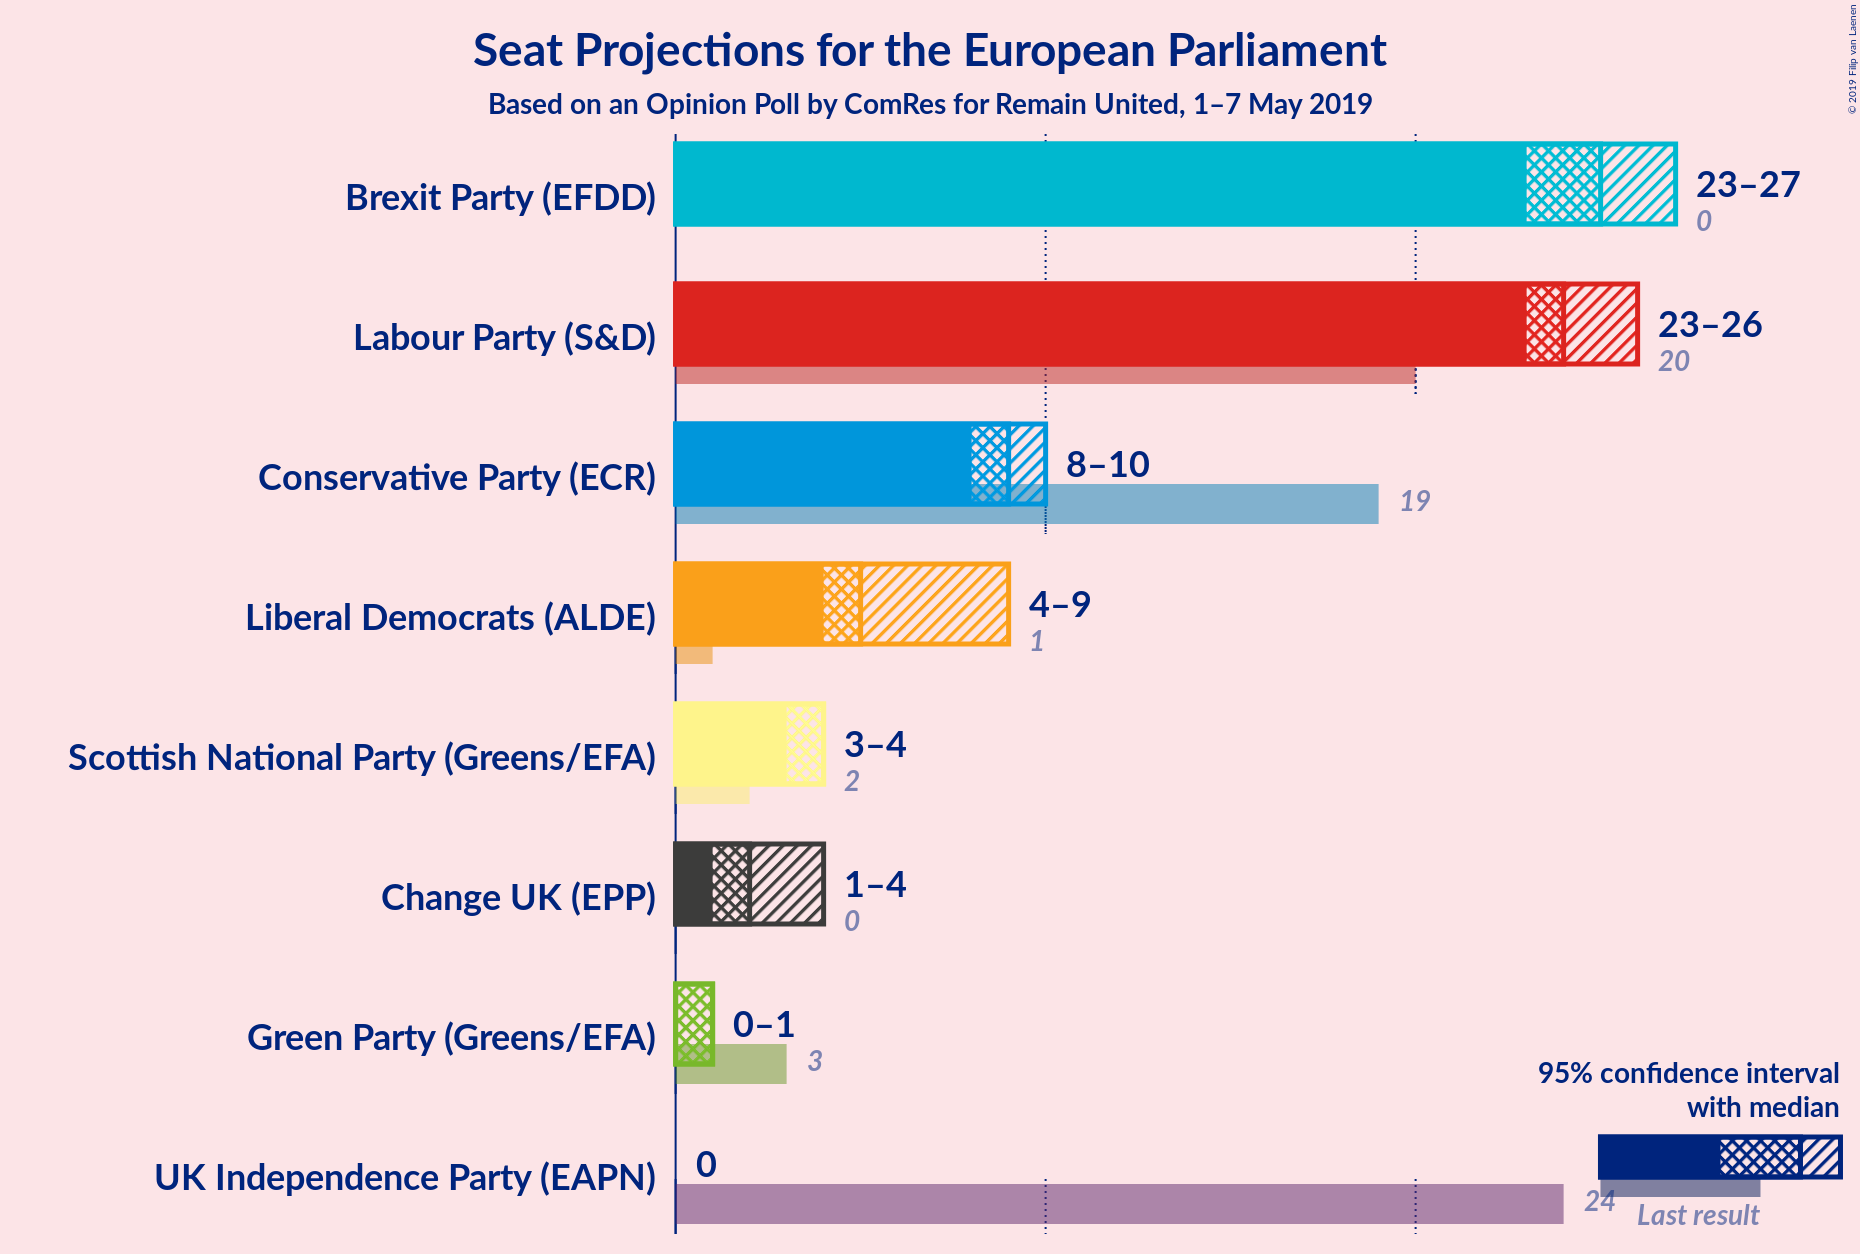 Seat Projections for the European Parliament
Based on an Opinion Poll by ComRes for Remain United, 1–7 May 2019
© 2019 Filip van Laenen
Brexit Party (EFDD)
23–27
0
Labour Party (S&D)
23–26
20
Conservative Party (ECR)
8–10
19
Liberal Democrats (ALDE)
4–9
1
Scottish National Party (Greens/EFA)
3–4
2
Change UK (EPP)
1–4
0
Green Party (Greens/EFA)
0–1
3
UK Independence Party (EAPN)
0
24
95% confidence interval
with median
Last result